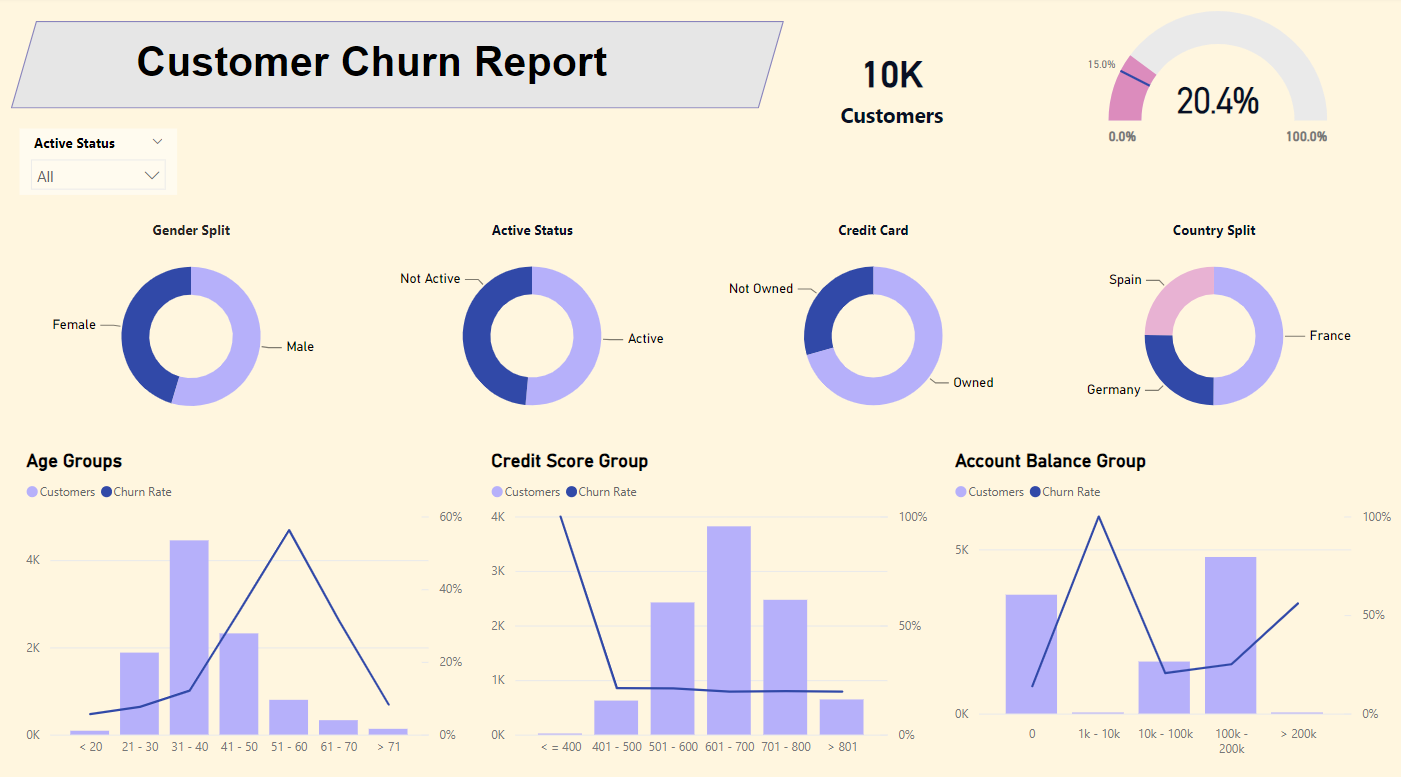 Customer Churn Report
10K
Customers
15.0%
20.4%
0.0%
100.0%
Active Status
All
Gender Split
Female
Male
Active Status
Not Active
Active
Credit Card
Not Owned
Owned
Country Split
Spain
France
Germany
Age Groups
Customers Churn Rate
60%
4K
40%
2K
20%
0K
0%
< 20
21 - 30
31 - 40
41 - 50
51 - 60
61 - 70
> 71
Credit Score Group
Customers Churn Rate
4K
100%
3K
2K
50%
1K
0K
0%
< = 400
401 - 500
501 - 600
601 - 700
701 - 800
> 801
Account Balance Group
Customers Churn Rate
100%
5K
50%
0K
0%
0
1k - 10k
10k - 100k
100k -
200k
> 200k